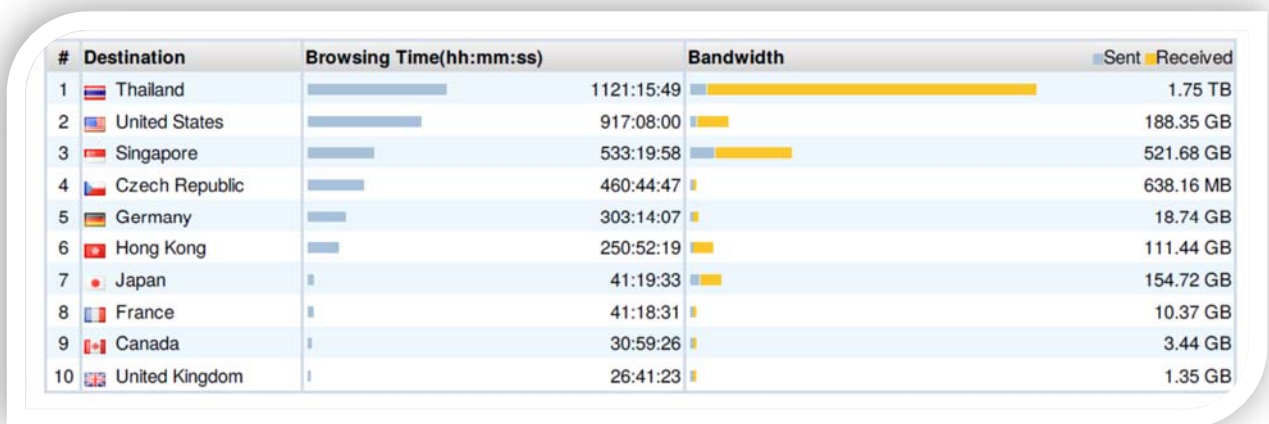 # Destination Browsing Time(hh:mm:ss) Bandwidth Sent Received
1 Thailand 1121:15:49 1.75 TB
2 United States 917:08:00 188.35 GB
3 Singapore 533:19:58 521.68 GB
4 Czech Republic 460:44:47 638.16 MB
5 Germany 303:14:07 18.74 GB
6 Hong Kong 250:52:19 111.44 GB
7 Japan 41:19:33 154.72 GB
8 France 41:18:31 10.37 GB
9 Canada 30:59:26 3.44 GB
10 United Kingdom 26:41:23 1.35 GB